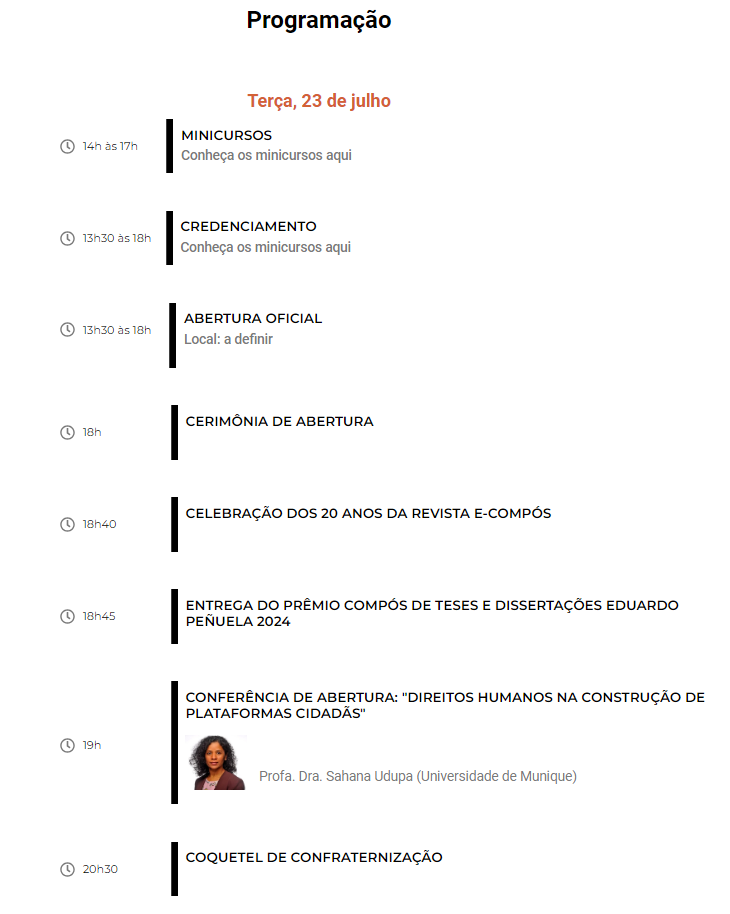 Programação
Terça, 23 de julho
14h às 17h
MINICURSOS
Conheça os minicursos aqui
13h30 às 18h
CREDENCIAMENTO
Conheça os minicursos aqui
13h30 às 18h
ABERTURA OFICIAL
Local: a definir
18h
CERIMÔNIA DE ABERTURA
18h40
CELEBRAÇÃO DOS 20 ANOS DA REVISTA E-COMPÓS
18h45
ENTREGA DO PRÊMIO COMPÓS DE TESES E DISSERTAÇÕES EDUARDO
PEÑUELA 2024
19h
CONFERÊNCIA DE ABERTURA: "DIREITOS HUMANOS NA CONSTRUÇÃO DE
PLATAFORMAS CIDADÃS"
Profa. Dra. Sahana Udupa (Universidade de Munique)
20h30
COQUETEL DE CONFRATERNIZAÇÃO